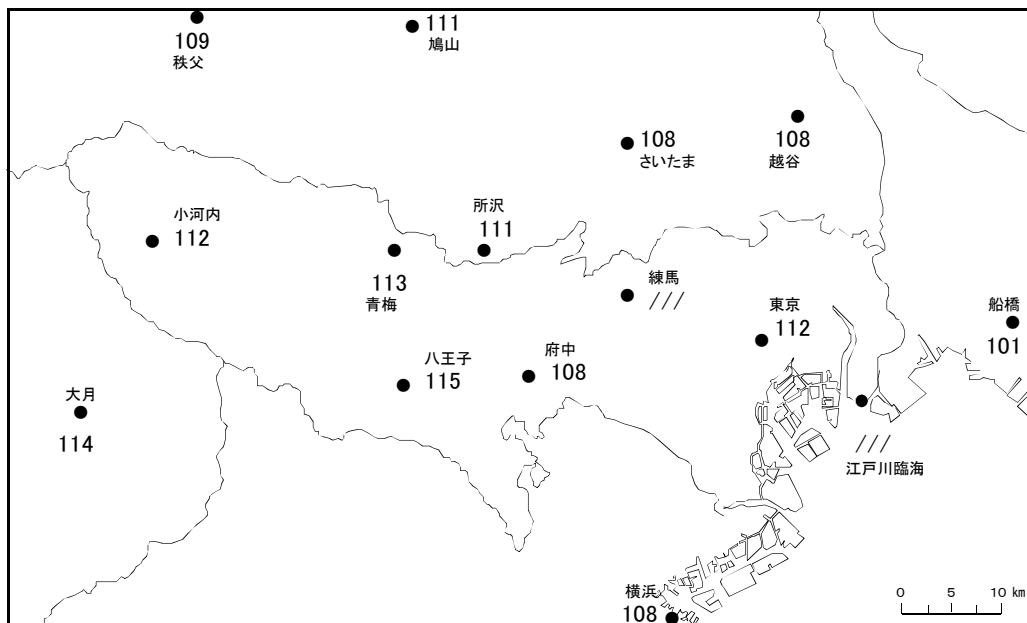 109
秩父
111
鳩山
108
さいたま
108
越谷
小河内
112
所沢
111
113
青梅
練馬
///
東京
112
船橋
101
八王子
115
府中
108
大月
114
///
江戸川臨海
横浜
108
0 5 10 km